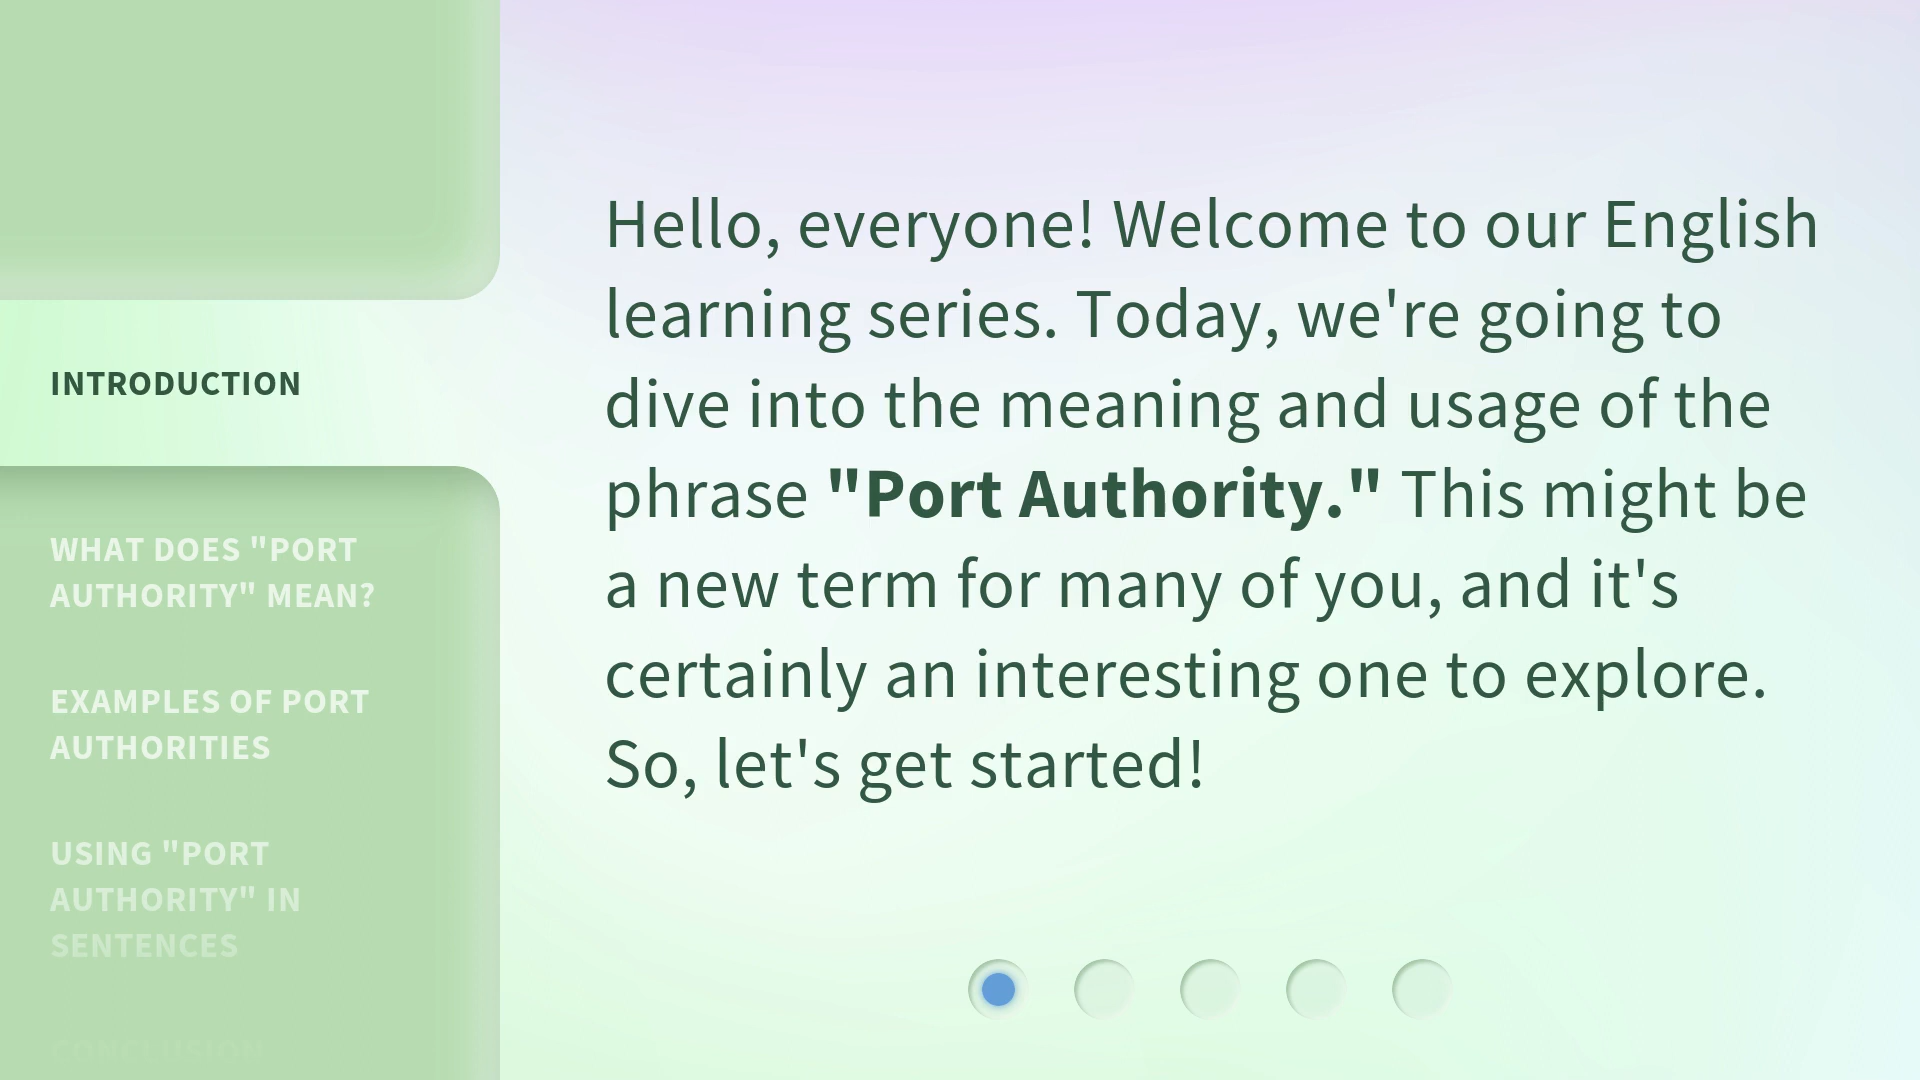 INTRODUCTION
WHAT DOES "PORT
AUTHORITY" MEAN?
EXAMPLES OF PORT
AUTHORITIES
USING "PORT
AUTHORITY" IN
SENTENCES
CONCLUSION
Hello, everyone! Welcome to our English
learning series. Today, we're going to
dive into the meaning and usage of the
phrase "Port Authority." This might be
a new term for many of you, and it's
certainly an interesting one to explore.
So, let's get started!